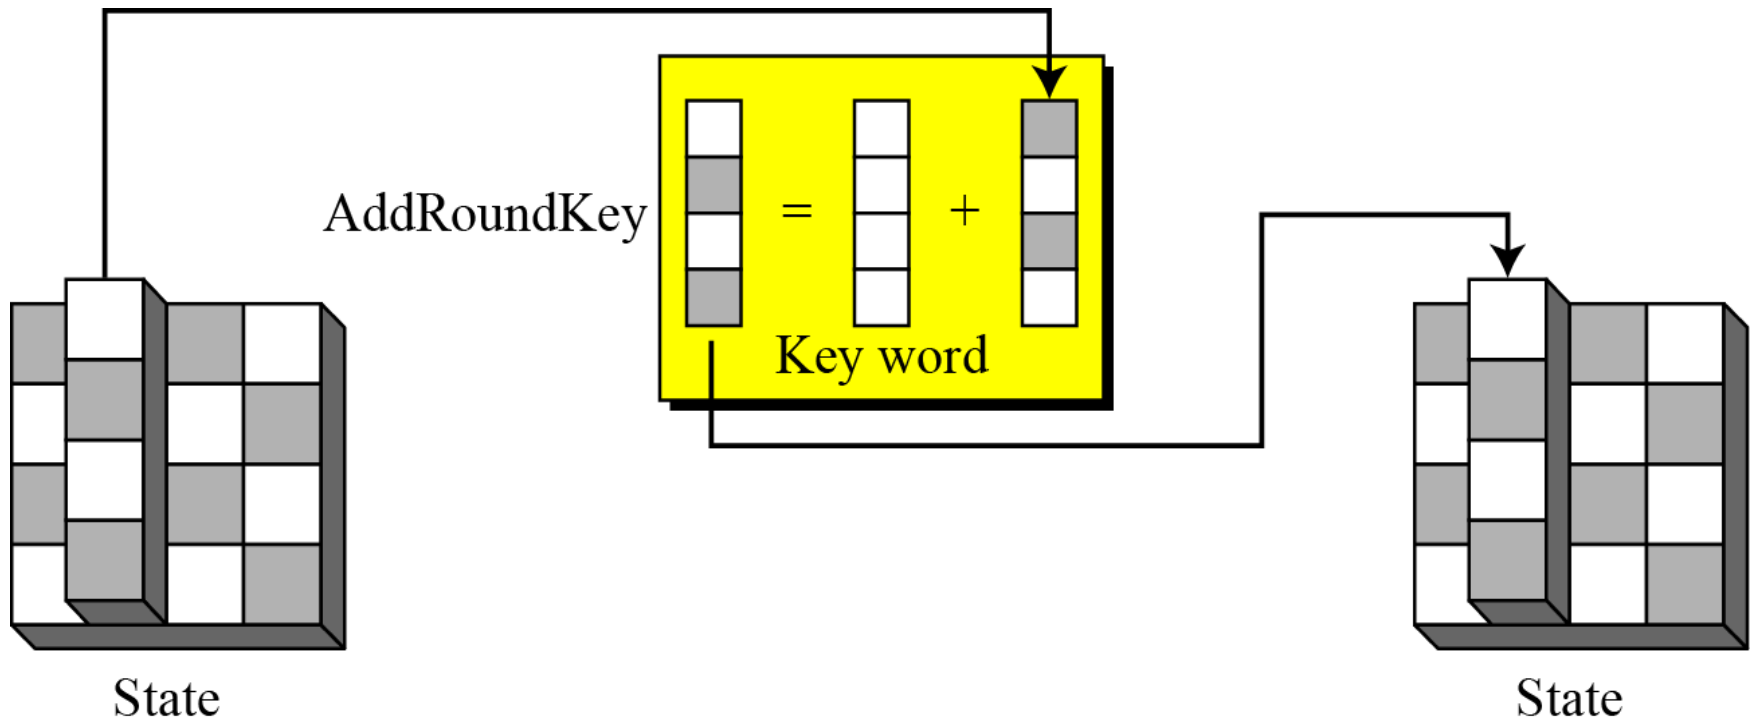 AddRoundKey
=
+
Key word
State
State